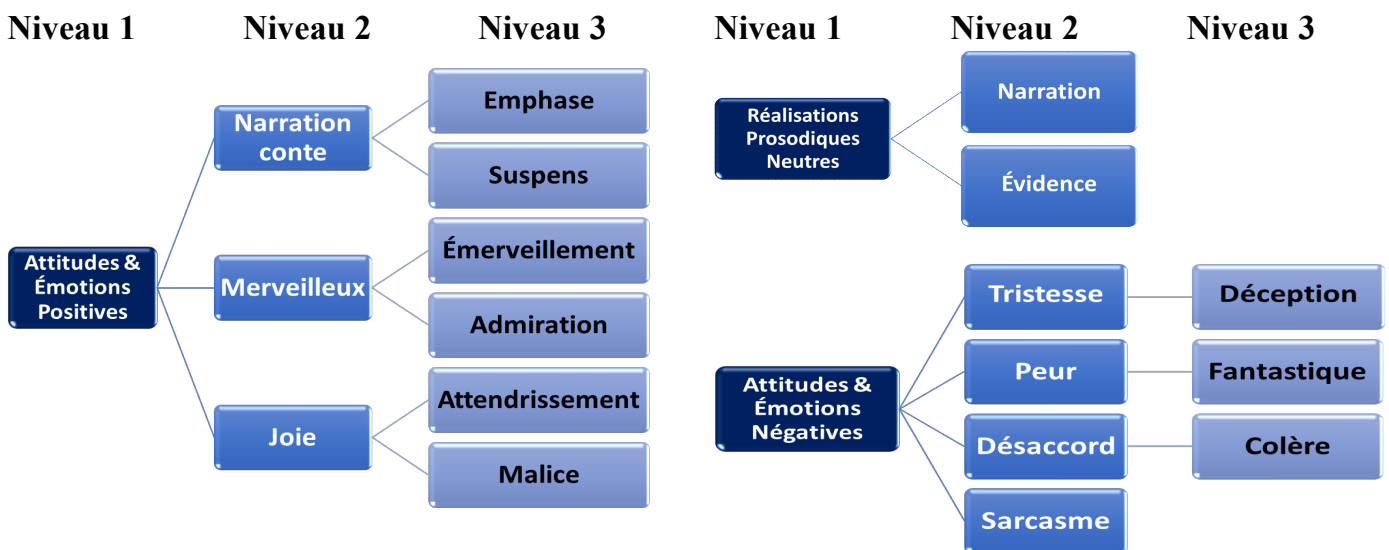 Niveau 1 Niveau 2 Niveau 3 Niveau 1 Niveau 2 Niveau 3
Attitudes &
Émotions
Positives
Narration
conte
Emphase
Suspens
Merveilleux
Émerveillement
Admiration
Joie
Attendrissement
Malice
Réalisations
Prosodiques
Neutres
Narration
Évidence
Attitudes &
Émotions
Négatives
Tristesse
Déception
Peur
Fantastique
Désaccord
Colère
Sarcasme